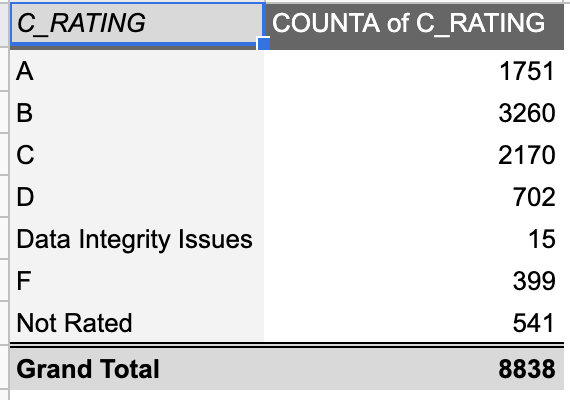 C_RATING COUNTA of C_RATING
A 1751
B 3260
C 2170
D 702
Data Integrity Issues 15
F 399
Not Rated 541
Grand Total 8838